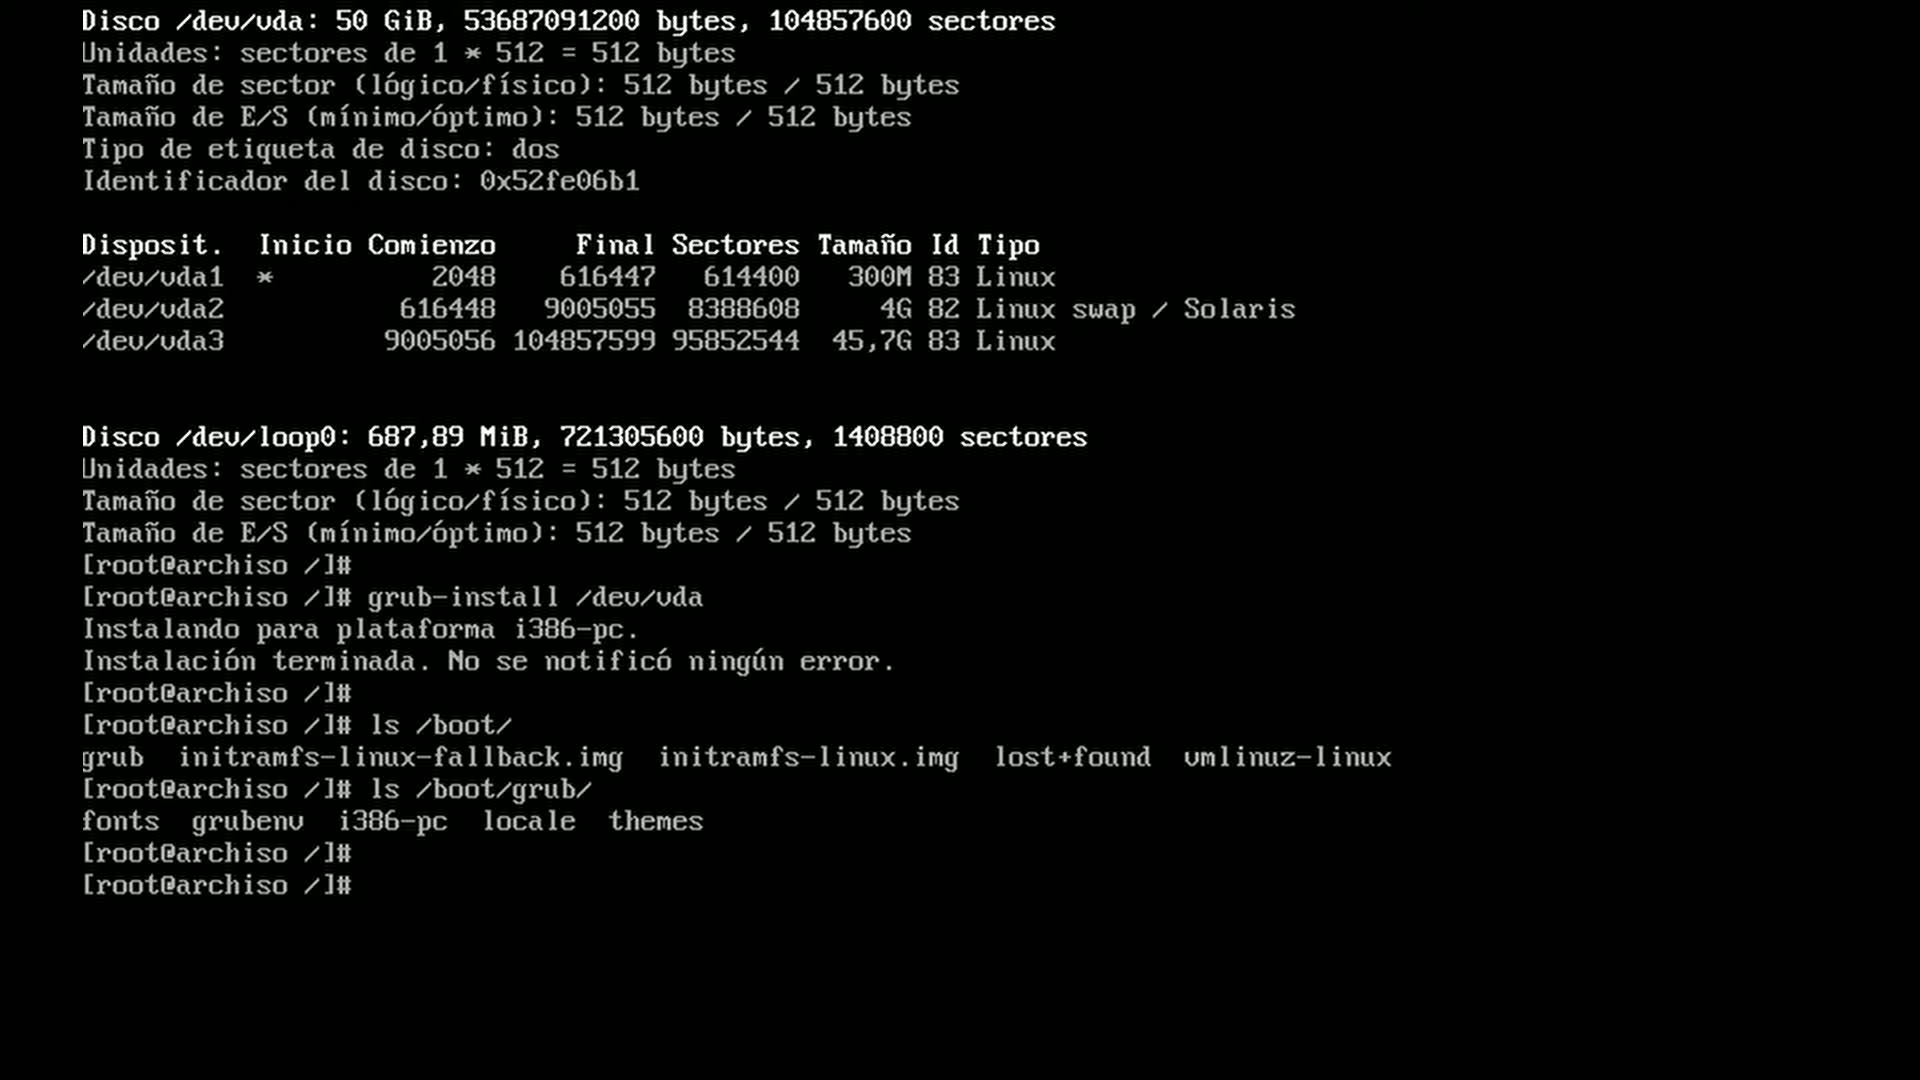 Disco /dev/vda: 50 GiB, 53687091200 bytes, 104857600 sectores
Unidades: sectores de 1 * 512 = 512 bytes
Tamaño de sector (lógico/físico): 512 bytes / 512 bytes
Tamaño de E/S (mínimo/óptimo): 512 bytes / 512 bytes
Tipo de etiqueta de disco: dos
Identificador del disco: 0x52fe06b1
Disposit.  Inicio Comienzo     Final Sectores Tamaño Id Tipo
/dev/vda1  *          2048    616447   614400   300M 83 Linux
/dev/vda2           616448   9005055  8388608     4G 82 Linux swap / Solaris
/dev/vda3          9005056 104857599 95852544  45,7G 83 Linux
Disco /dev/loop0: 687,89 MiB, 721305600 bytes, 1408800 sectores
Unidades: sectores de 1 * 512 = 512 bytes
Tamaño de sector (lógico/físico): 512 bytes / 512 bytes
Tamaño de E/S (mínimo/óptimo): 512 bytes / 512 bytes
[root@archiso /]#
[root@archiso /]# grub-install /dev/vda
Instalando para plataforma i386-pc.
Instalación terminada. No se notificó ningún error.
[root@archiso /]#
[root@archiso /]# ls /boot/
grub  initramfs-linux-fallback.img  initramfs-linux.img  lost+found  vmlinuz-linux
[root@archiso /]# ls /boot/grub/
fonts  grubenv  i386-pc  locale  themes
[root@archiso /]#
[root@archiso /]#